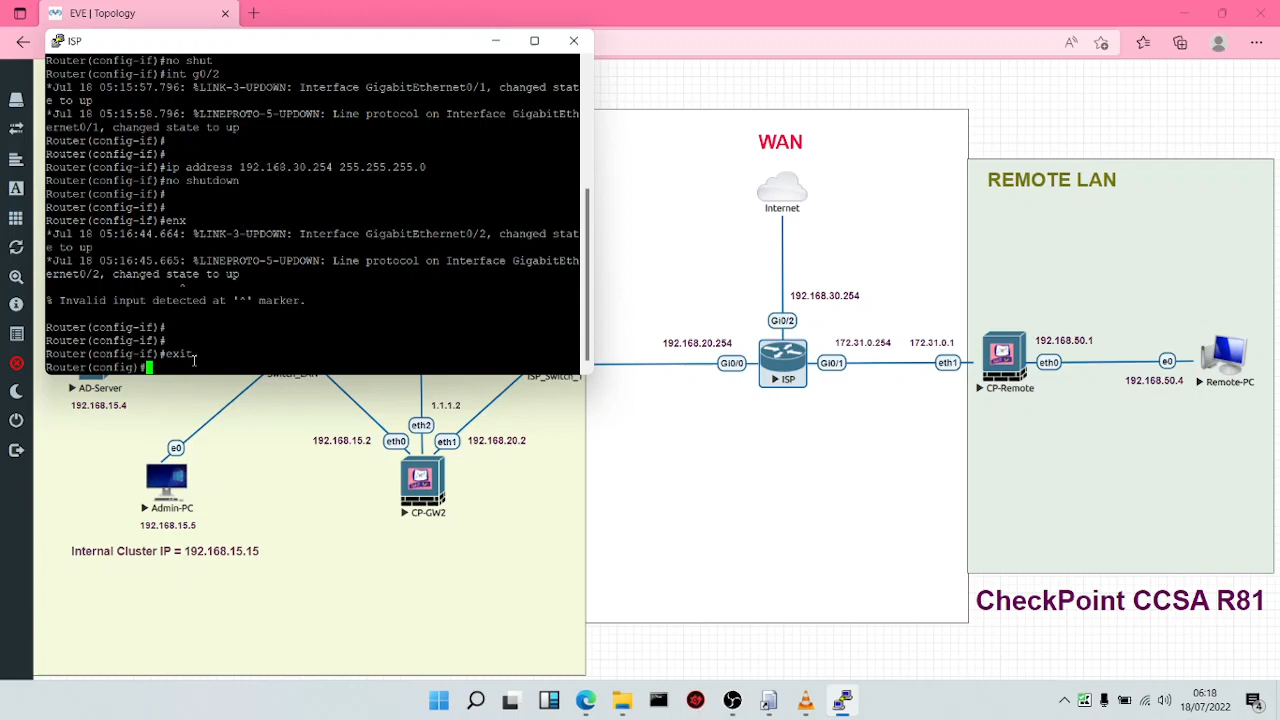 EVE | Topology
ISP
Router(config-if)#no shut
Router(config-if)#int g0/2
*Jul 18 05:15:57.796: %LINK-3-UPDOWN: Interface GigabitEthernet0/1, changed stat
e to up
*Jul 18 05:15:58.796: %LINEPROTO-5-UPDOWN: Line protocol on Interface GigabitEth
ernet0/1, changed state to up
Router(config-if)#
Router(config-if)#
Router(config-if)#ip address 192.168.30.254 255.255.255.0
Router(config-if)#no shutdown
Router(config-if)#
Router(config-if)#
Router(config-if)#enx
*Jul 18 05:16:44.664: %LINK-3-UPDOWN: Interface GigabitEthernet0/2, changed stat
e to up
*Jul 18 05:16:45.665: %LINEPROTO-5-UPDOWN: Line protocol on Interface GigabitEth
ernet0/2, changed state to up
^
% Invalid input detected at '^' marker.
Router(config-if)#
Router(config-if)#
Router(config-if)#exit
Router(config)#
WAN
Internet
192.168.30.254
Gi0/2
192.168.20.254
172.31.0.254
172.31.0.1
Gi0/0
Gi0/1
eth1
ISP
REMOTE LAN
192.168.50.1
eth0
e0
CP-Remote
192.168.50.4
Remote-PC
AD-Server
192.168.15.4
1.1.1.2
eth2
192.168.15.2
eth0
eth1
192.168.20.2
e0
Admin-PC
192.168.15.5
CP-GW2
Internal Cluster IP = 192.168.15.15
CheckPoint CCSA R81
06:18
18/07/2022